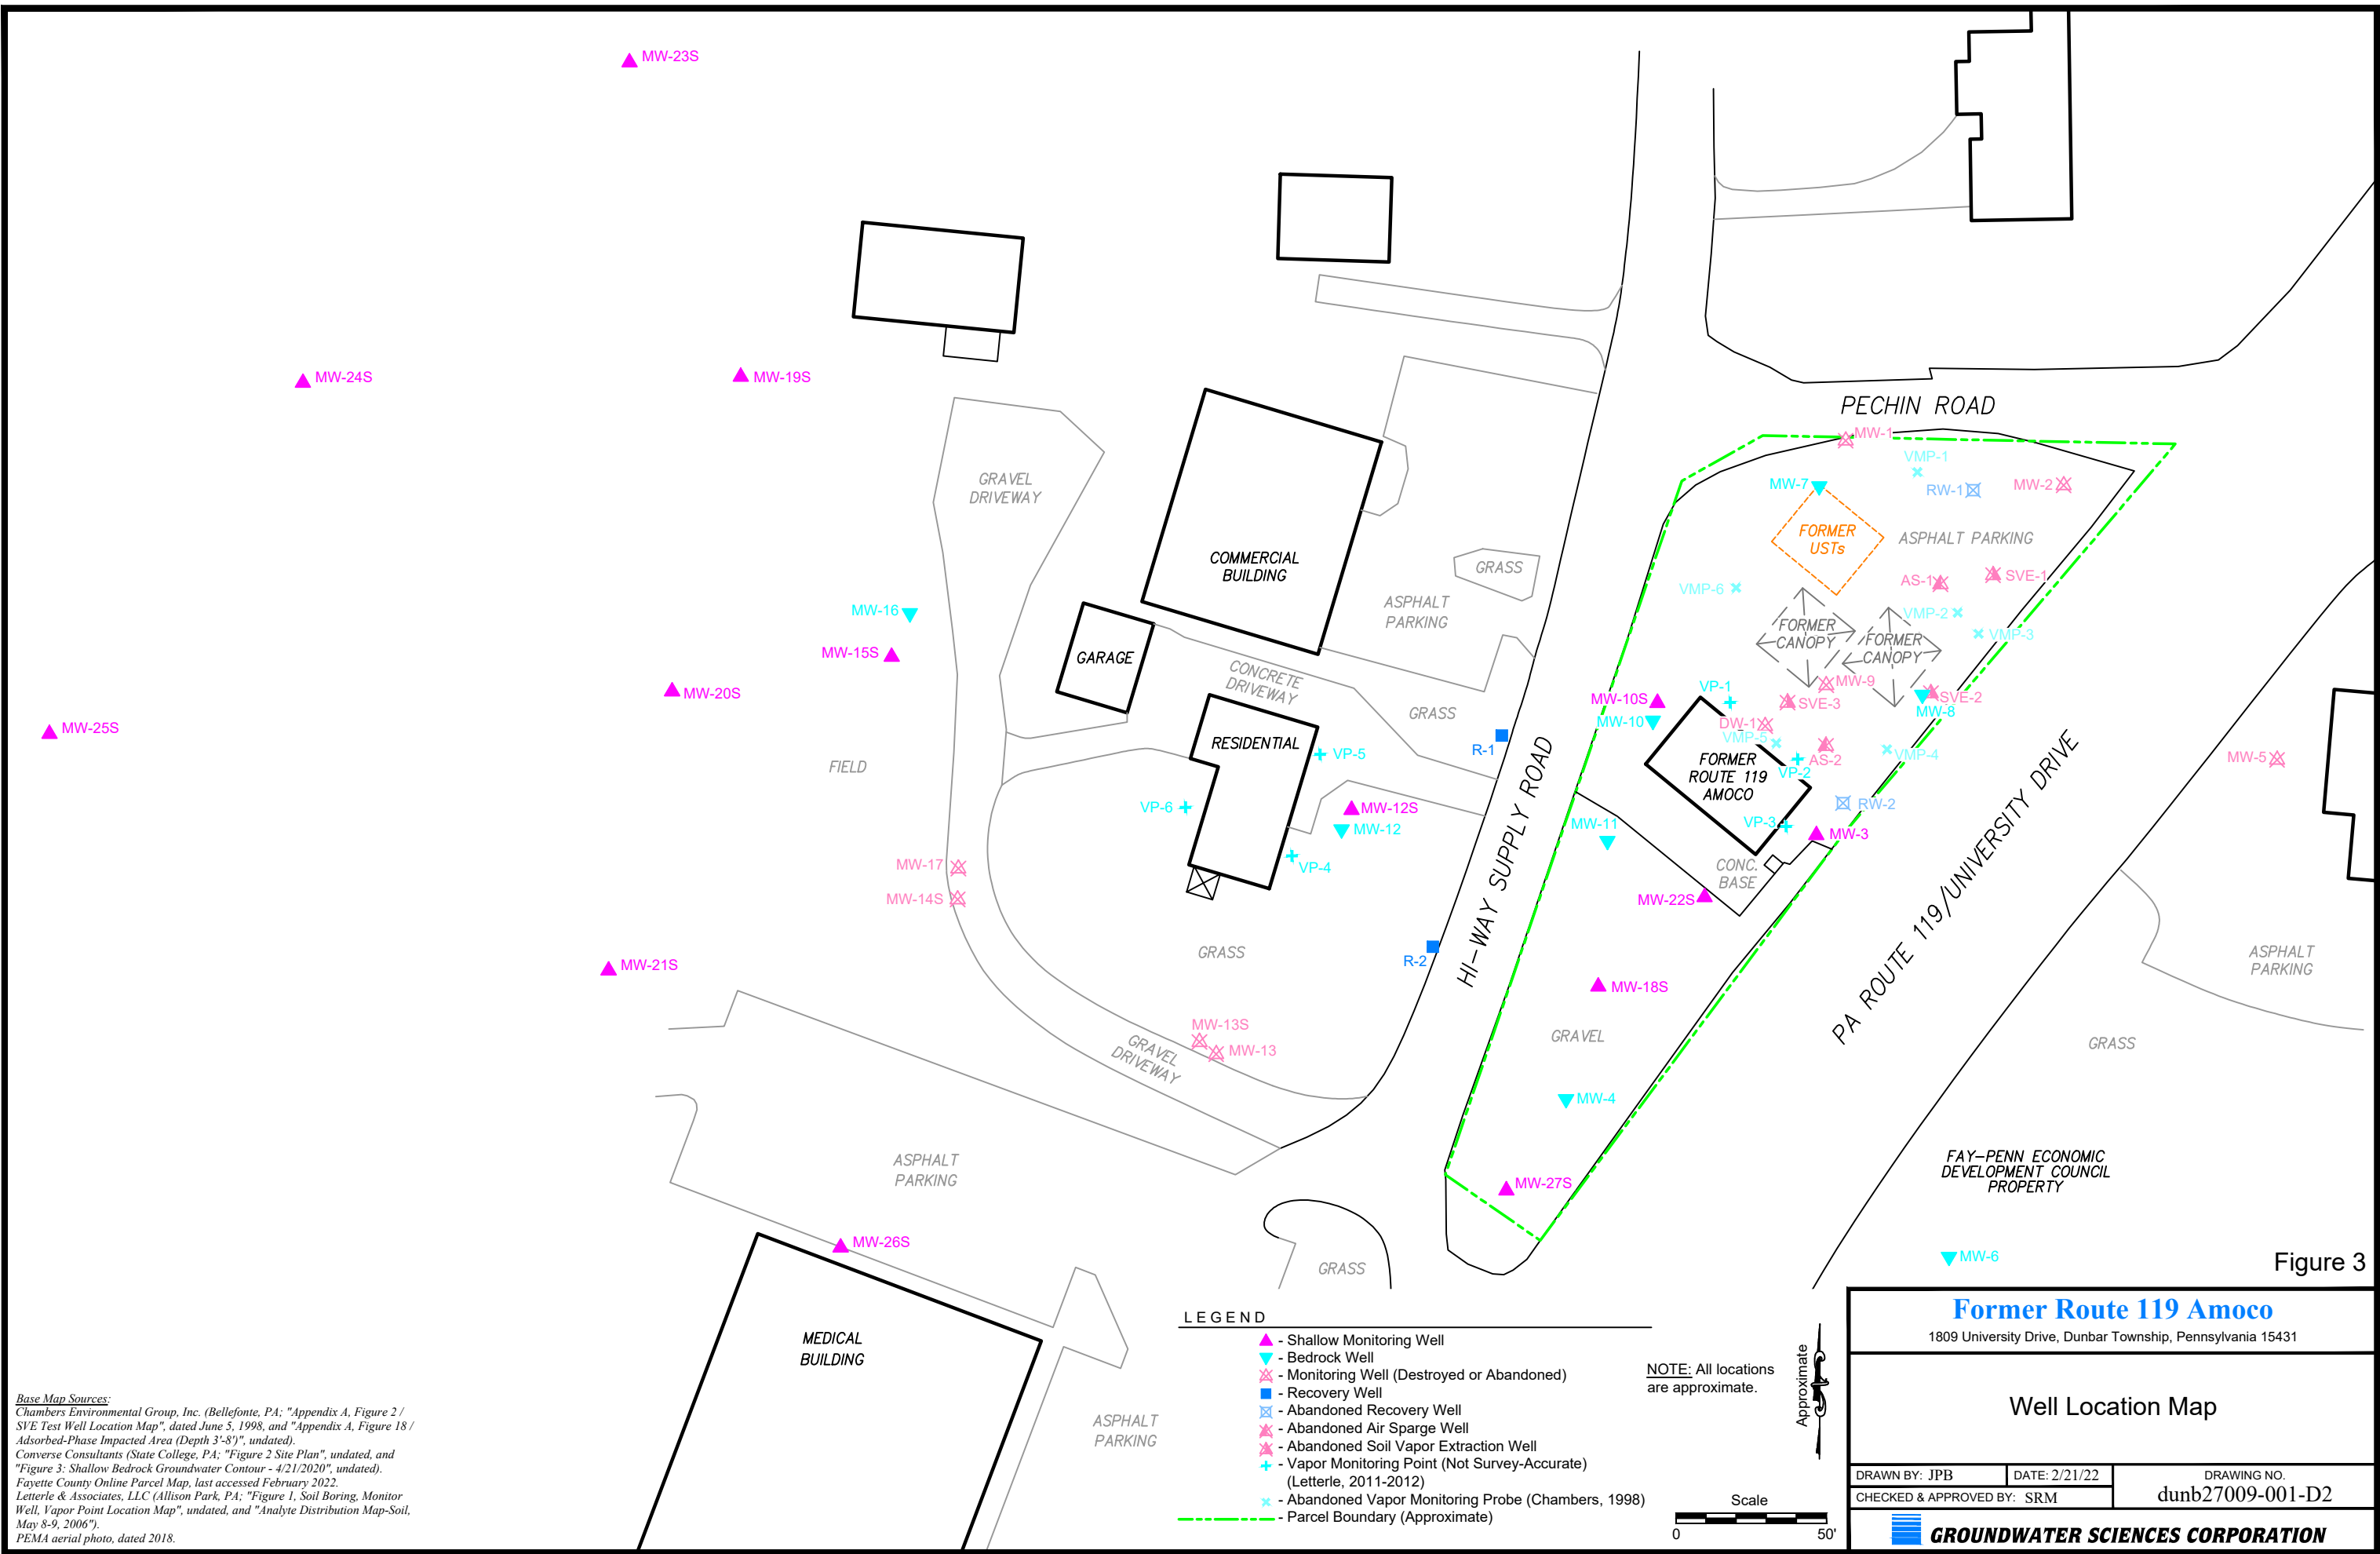 MW-23S
MW-24S
MW-19S
PECHIN ROAD
MW-1
VMP-1
MW-7
RW-1
MW-2
GRAVEL
DRIVEWAY
FORMER
USTs
ASPHALT PARKING
COMMERCIAL
BUILDING
GRASS
AS-1
SVE-1
VMP-6
ASPHALT
PARKING
MW-16
VMP-2
FORMER
CANOPY
VMP-3
FORMER
CANOPY
MW-15S
GARAGE
CONCRETE
DRIVEWAY
MW-20S
MW-9
VP-1
MW-10S
SVE-3
SVE-2
MW-8
GRASS
MW-25S
MW-10
DW-1
VMP-5
RESIDENTIAL
R-1
VP-5
FORMER
ROUTE 119
AMOCO
AS-2
VP-2
VMP-4
MW-5
FIELD
HI-WAY SUPPLY ROAD
PA ROUTE 119/UNIVERSITY DRIVE
VP-6
MW-12S
MW-12
RW-2
VP-3
MW-11
MW-3
MW-17
VP-4
CONC.
BASE
MW-14S
MW-22S
GRASS
R-2
MW-21S
MW-18S
ASPHALT
PARKING
MW-13S
MW-13
GRAVEL
DRIVEWAY
GRAVEL
GRASS
MW-4
ASPHALT
PARKING
FAY-PENN ECONOMIC
DEVELOPMENT COUNCIL
PROPERTY
MW-27S
MW-26S
GRASS
MW-6
Figure 3
MEDICAL
BUILDING
ASPHALT
PARKING
LEGEND
- Shallow Monitoring Well
- Bedrock Well
- Monitoring Well (Destroyed or Abandoned)
- Recovery Well
- Abandoned Recovery Well
- Abandoned Air Sparge Well
- Abandoned Soil Vapor Extraction Well
- Vapor Monitoring Point (Not Survey-Accurate)
(Letterle, 2011-2012)
- Abandoned Vapor Monitoring Probe (Chambers, 1998)
- Parcel Boundary (Approximate)
NOTE: All locations
are approximate.
Approximate
Scale
0 50'
Base Map Sources:
Chambers Environmental Group, Inc. (Bellefonte, PA; "Appendix A, Figure 2 /
SVE Test Well Location Map", dated June 5, 1998, and "Appendix A, Figure 18 /
Adsorbed-Phase Impacted Area (Depth 3'-8')", undated).
Converse Consultants (State College, PA; "Figure 2 Site Plan", undated, and
"Figure 3: Shallow Bedrock Groundwater Contour - 4/21/2020", undated).
Fayette County Online Parcel Map, last accessed February 2022.
Letterle & Associates, LLC (Allison Park, PA; "Figure 1, Soil Boring, Monitor
Well, Vapor Point Location Map", undated, and "Analyte Distribution Map-Soil,
May 8-9, 2006").
PEMA aerial photo, dated 2018.
Former Route 119 Amoco
1809 University Drive, Dunbar Township, Pennsylvania 15431
Well Location Map
DRAWN BY: JPB
DATE: 2/21/22
DRAWING NO.
CHECKED & APPROVED BY: SRM
dunb27009-001-D2
GROUNDWATER SCIENCES CORPORATION